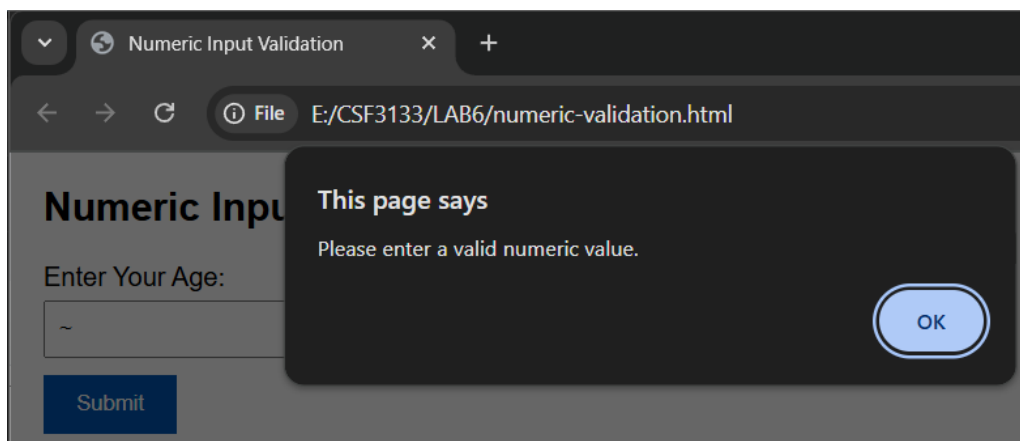 Numeric Input Validation
File E:/CSF3133/LAB6/numeric-validation.html
This page says
Please enter a valid numeric value.
OK
Numeric
Enter Your Age:
~
Submit